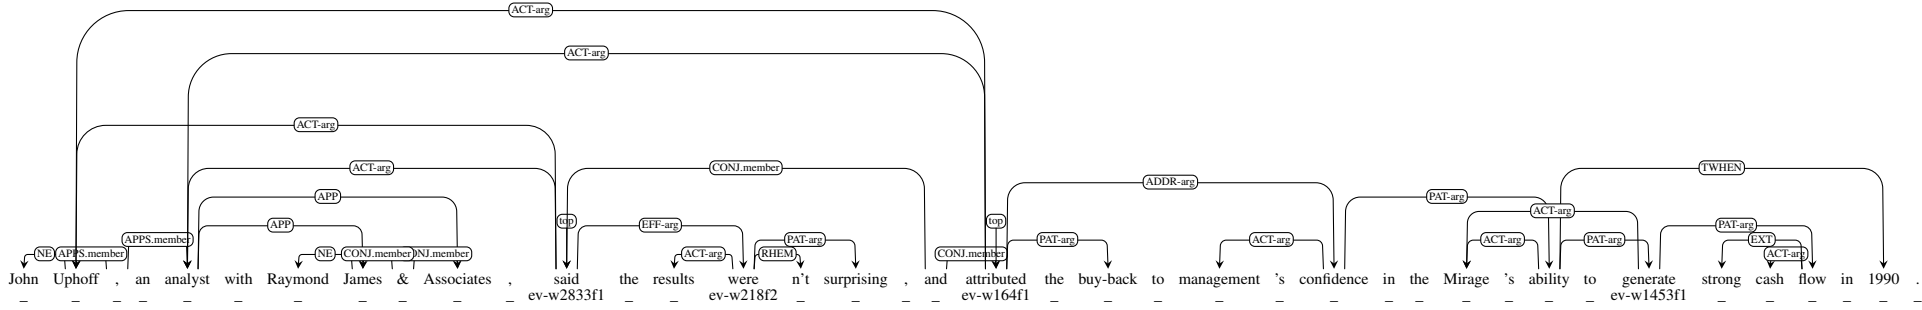 ACT-arg
ACT-arg
ACT-arg
ACT-arg CONJ.member TWHEN
ADDR-arg
APP PAT-arg
ACT-arg
top top
APP EFF-arg PAT-arg
APPS.member PAT-arg ACT-arg ACT-arg PAT-arg EXT
NE APPS.member NE CONJ.member ONJ.member ACT-arg RHEM CONJ.member PAT-arg ACT-arg
John Uphoff , an analyst with Raymond James & Associates , said the results were n't surprising , and attributed the buy-back to management 's confidence in the Mirage 's ability to generate strong cash flow in 1990 .
_ _ _ _ _ _ _ _ _ _ _ ev-w2833f1 _ _ ev-w218f2 _ _ _ _ ev-w164f1 _ _ _ _ _ _ _ _ _ _ _ _ ev-w1453f1 _ _ _ _ _ _